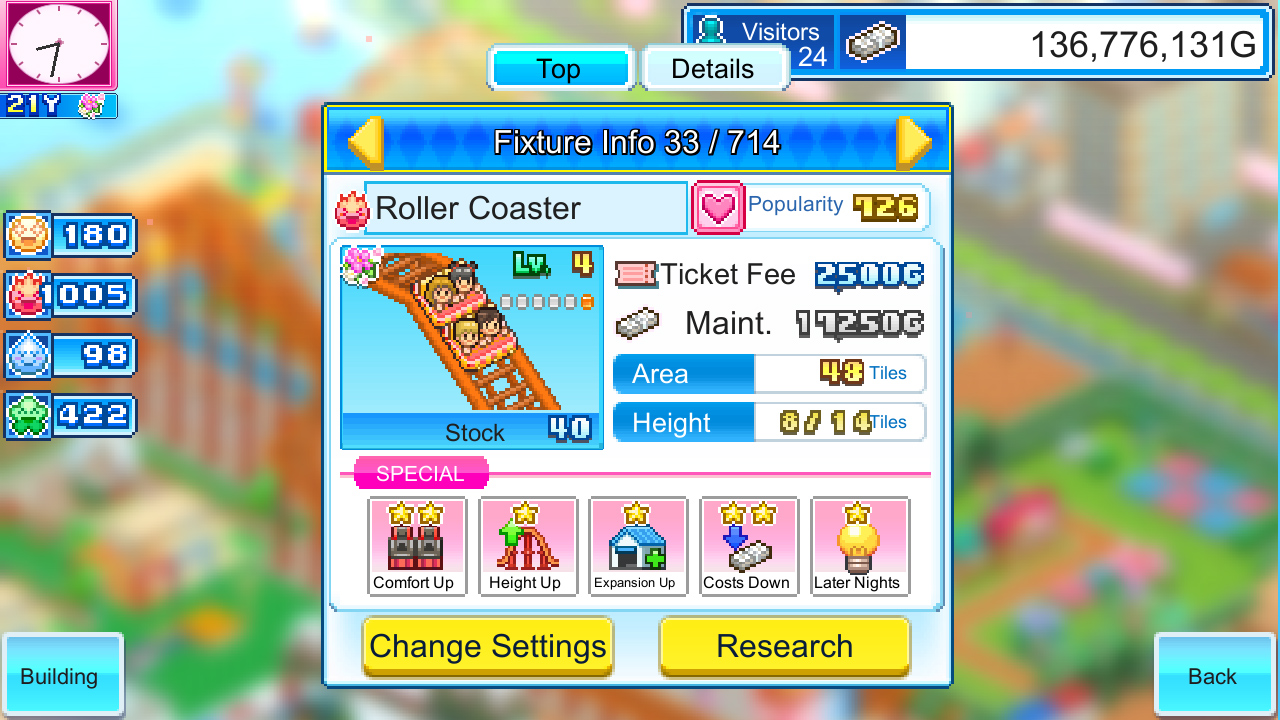 Visitors
24
136,776,131G
Top
Details
21Y
Fixture Info 33 / 714
Roller Coaster
Popularity 726
180
1005
98
422
Lv. 4
Stock 40
Ticket Fee 2500G
Maint. 17250G
Area 48 Tiles
Height 8/14 Tiles
SPECIAL
Comfort Up
Height Up
Expansion Up
Costs Down
Later Nights
Change Settings
Research
Building
Back